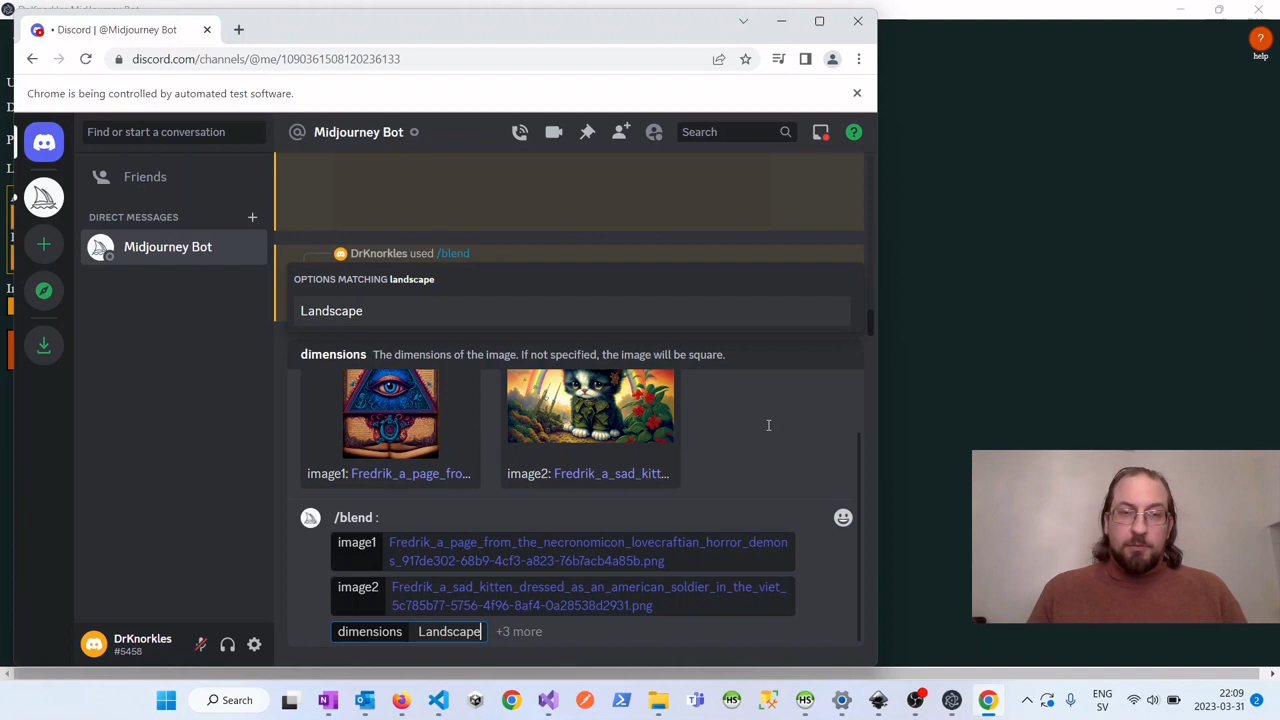 Discord | @Midjourney Bot
discord.com/channels/@me/1090361508120236133
Chrome is being controlled by automated test software.
help
Find or start a conversation
Midjourney Bot
Search
Friends
DIRECT MESSAGES
Midjourney Bot
DrKnorkles used /blend
OPTIONS MATCHING landscape
Landscape
dimensions The dimensions of the image. If not specified, the image will be square.
image1: Fredrik_a_page_fro...
image2: Fredrik_a_sad_kitt...
/blend :
image1 Fredrik_a_page_from_the_necronomicon_lovecraftian_horror_demon
s_917de302-68b9-4cf3-a823-76b7acb4a85b.png
image2 Fredrik_a_sad_kitten_dressed_as_an_american_soldier_in_the_viet_
5c785b77-5756-4f96-8af4-0a28538d2931.png
dimensions Landscape +3 more
DrKnorkles
#5458
Search
ENG
SV
22:09
2023-03-31
2